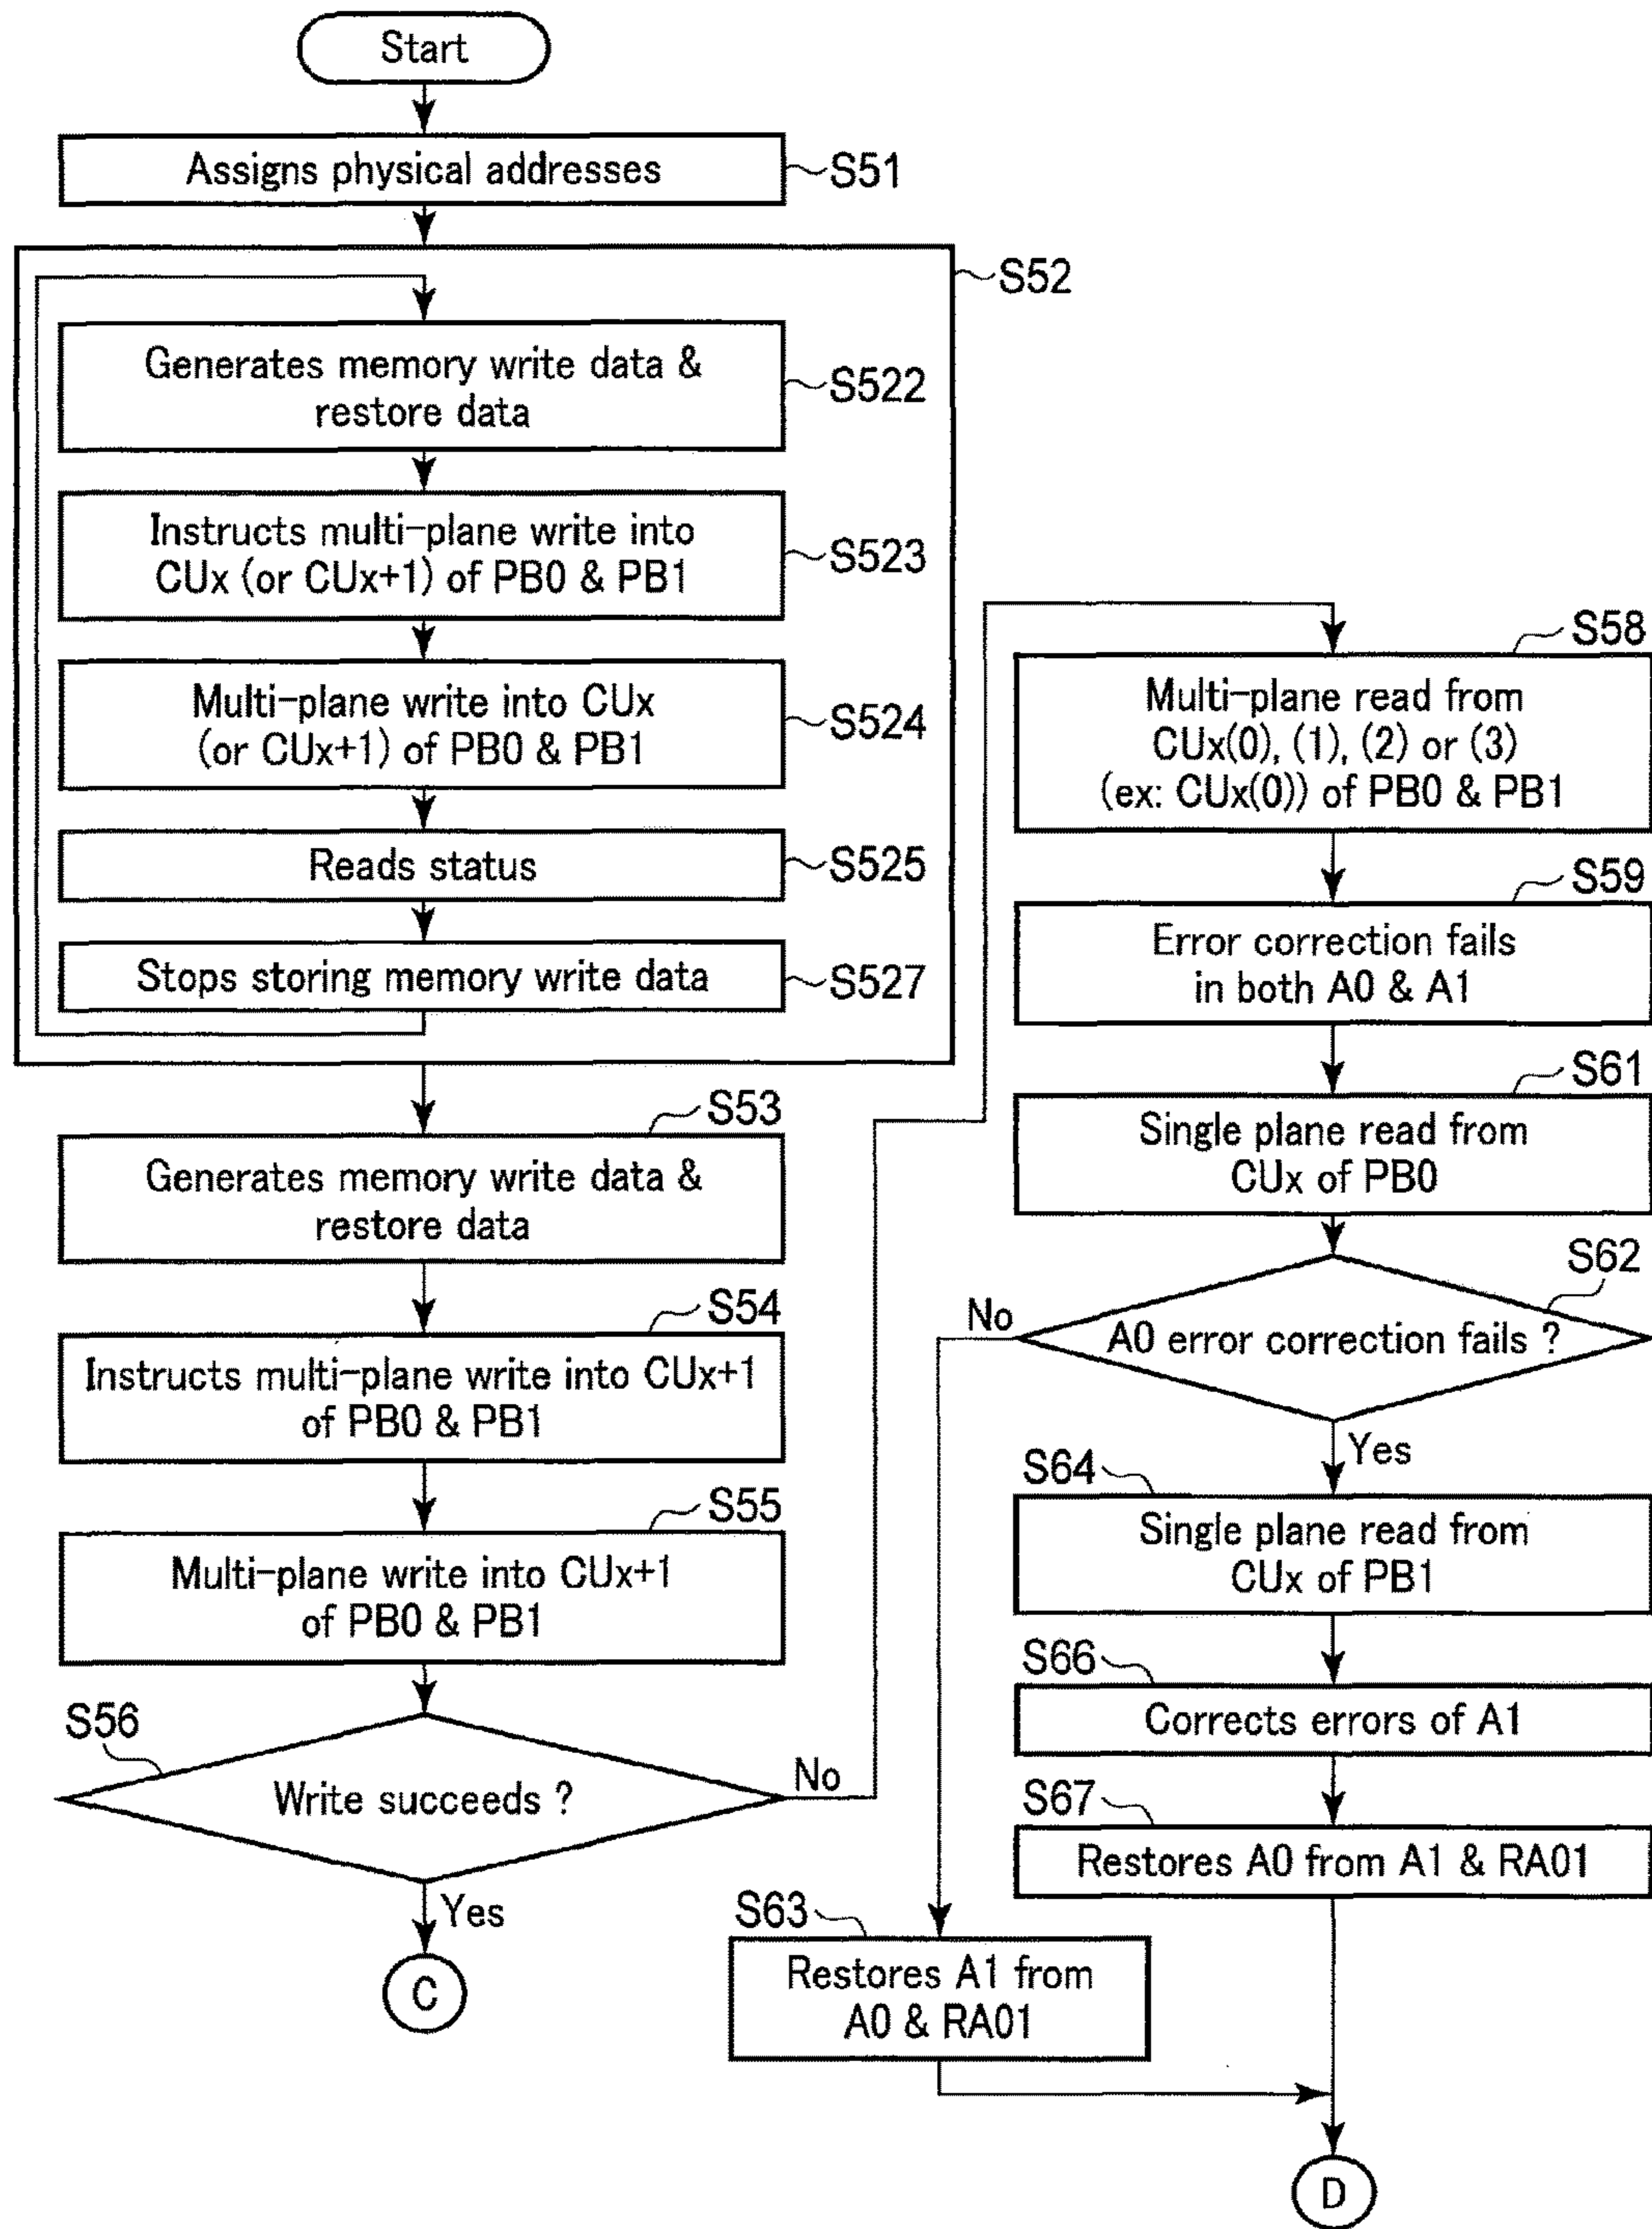 Start
Assigns physical addresses
S51
S52
Generates memory write data &
restore data
S522
Instructs multi-plane write into
CUx (or CUx+1) of PB0 & PB1
S523
Multi-plane write into CUx
(or CUx+1) of PB0 & PB1
S524
Reads status
S525
Stops storing memory write data
S527
S53
Generates memory write data &
restore data
S54
Instructs multi-plane write into CUx+1
of PB0 & PB1
S55
Multi-plane write into CUx+1
of PB0 & PB1
S56
Write succeeds ?
No
Yes
C
S58
Multi-plane read from
CUx(0), (1), (2) or (3)
(ex: CUx(0)) of PB0 & PB1
S59
Error correction fails
in both A0 & A1
S61
Single plane read from
CUx of PB0
S62
No
A0 error correction fails ?
Yes
S64
Single plane read from
CUx of PB1
S66
Corrects errors of A1
S67
Restores A0 from A1 & RA01
S63
Restores A1 from
A0 & RA01
D